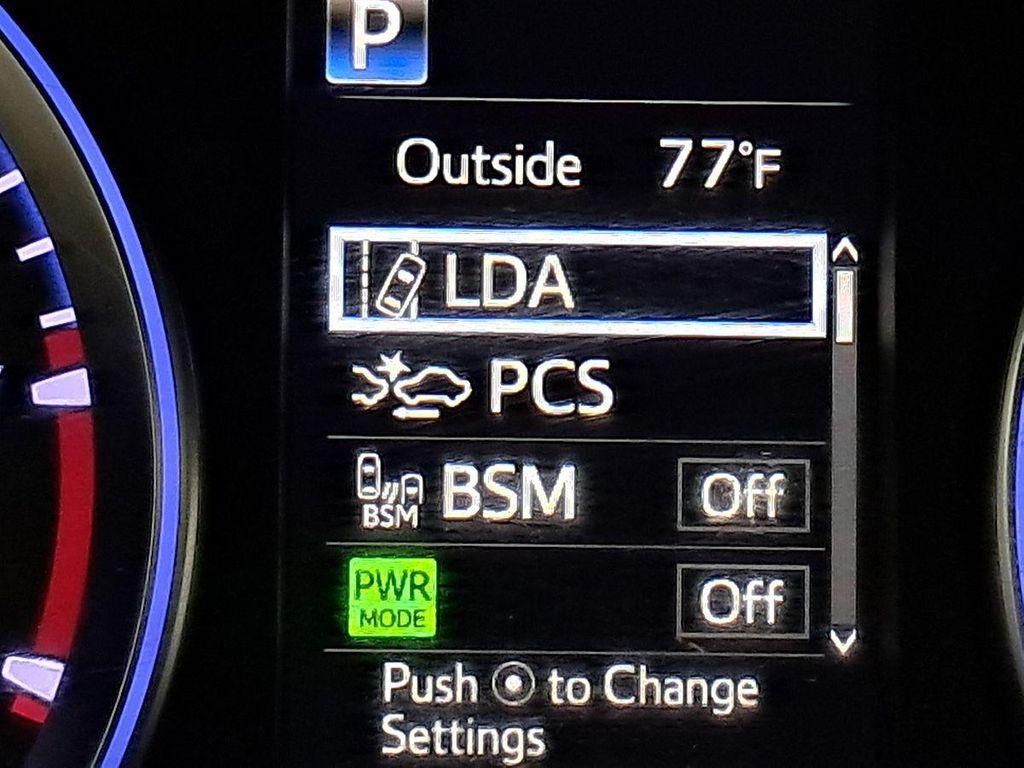 P
Outside 77°F
LDA
PCS
BSM BSM Off
PWR MODE Off
Push to Change
Settings